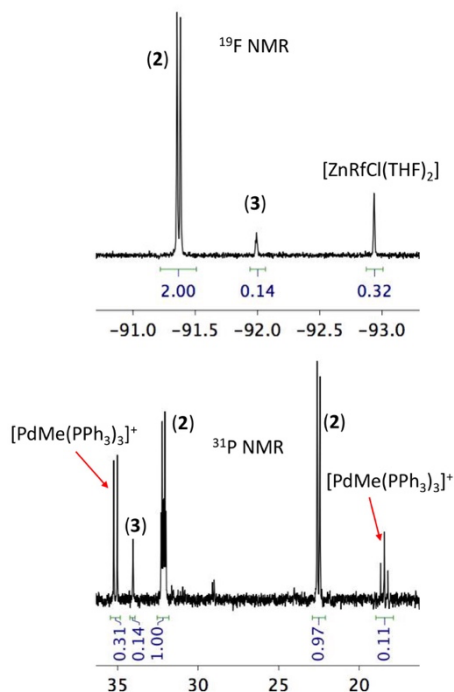 ¹⁹F NMR
(2)
(3)
[ZnRfCl(THF)₂]
2.00
0.14
0.32
-91.0 -91.5 -92.0 -92.5 -93.0
[PdMe(PPh₃)₃]⁺
(3)
(2)
³¹P NMR
(2)
[PdMe(PPh₃)₃]⁺
0.31
0.14
1.00
0.97
0.11
35 30 25 20